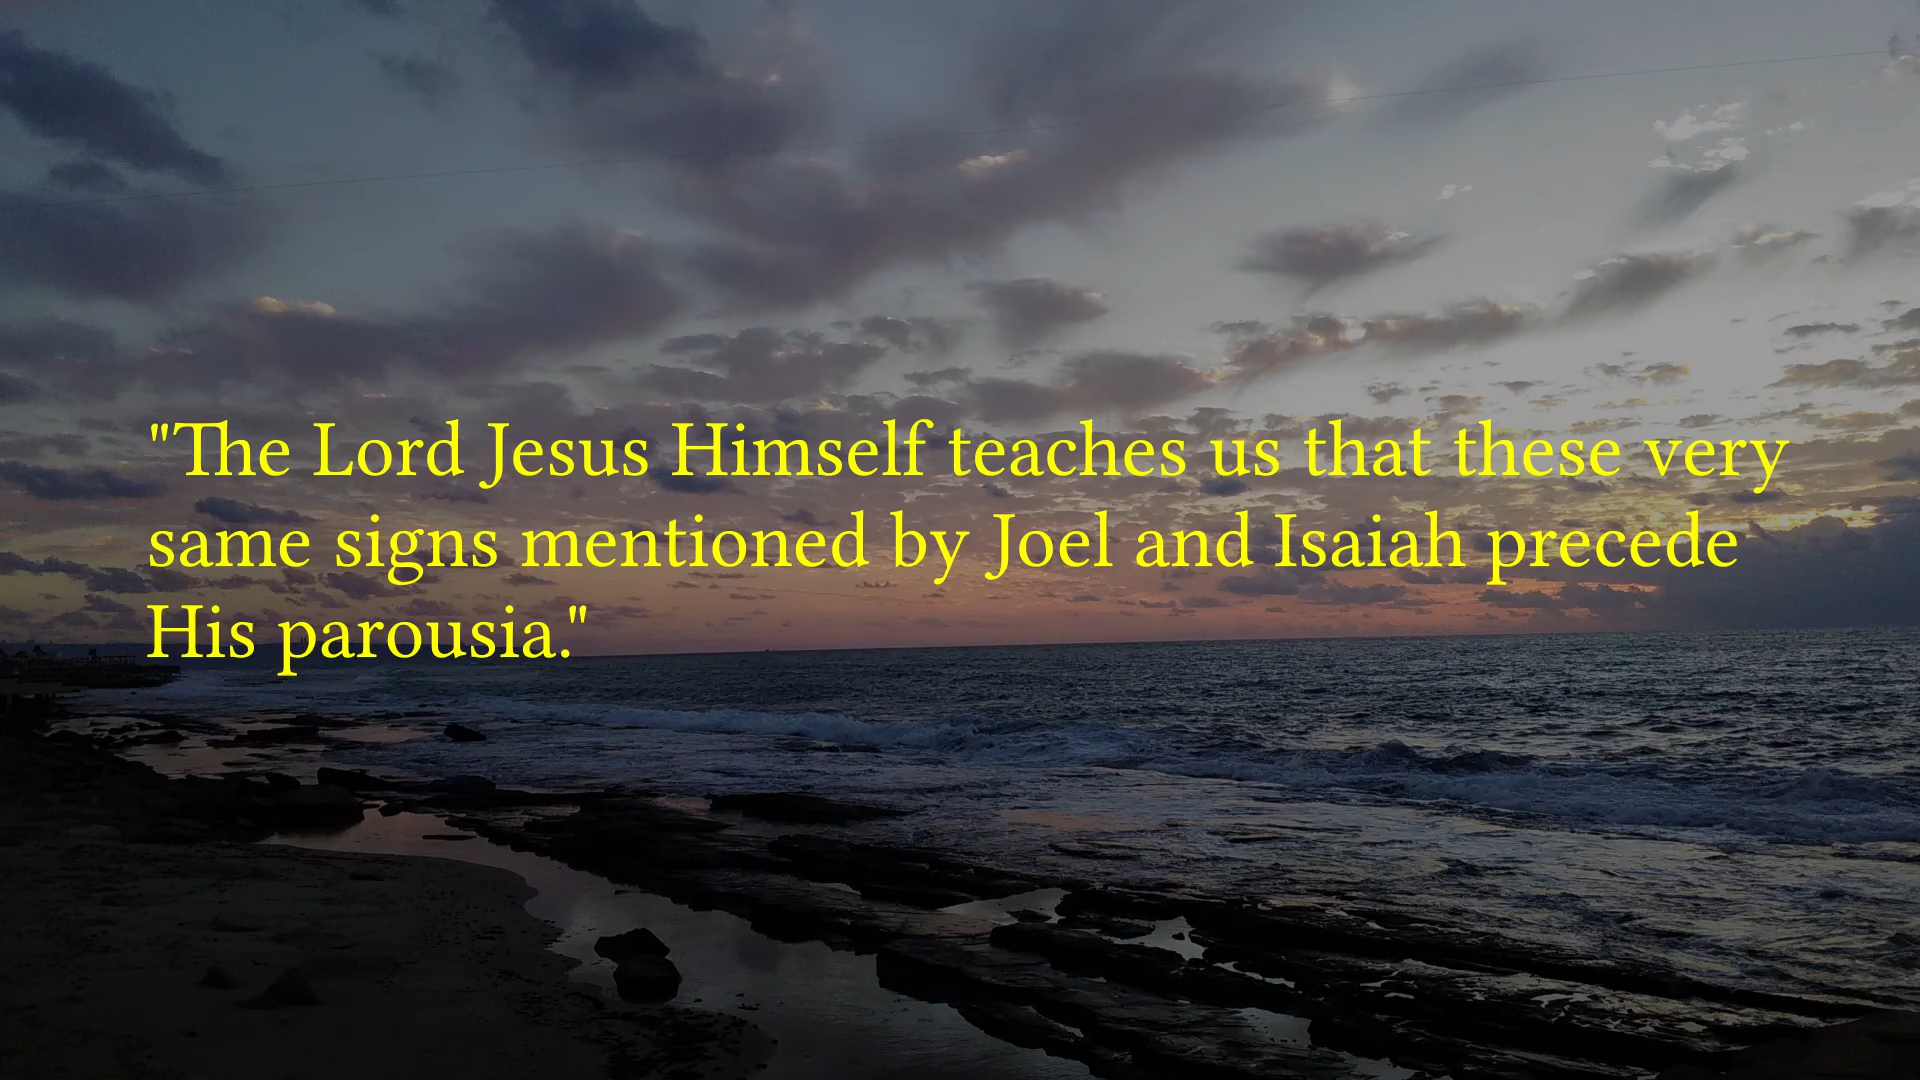 "The Lord Jesus Himself teaches us that these very
same signs mentioned by Joel and Isaiah precede
His parousia."